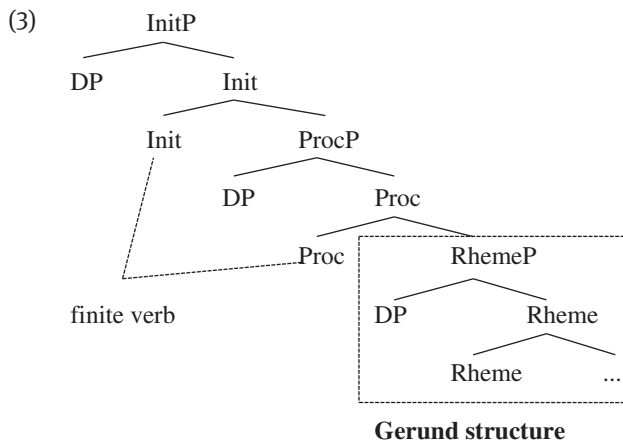 (3) InitP
DP Init
Init ProcP
DP Proc
Proc RhemeP
finite verb DP Rheme
Rheme ...
Gerund structure